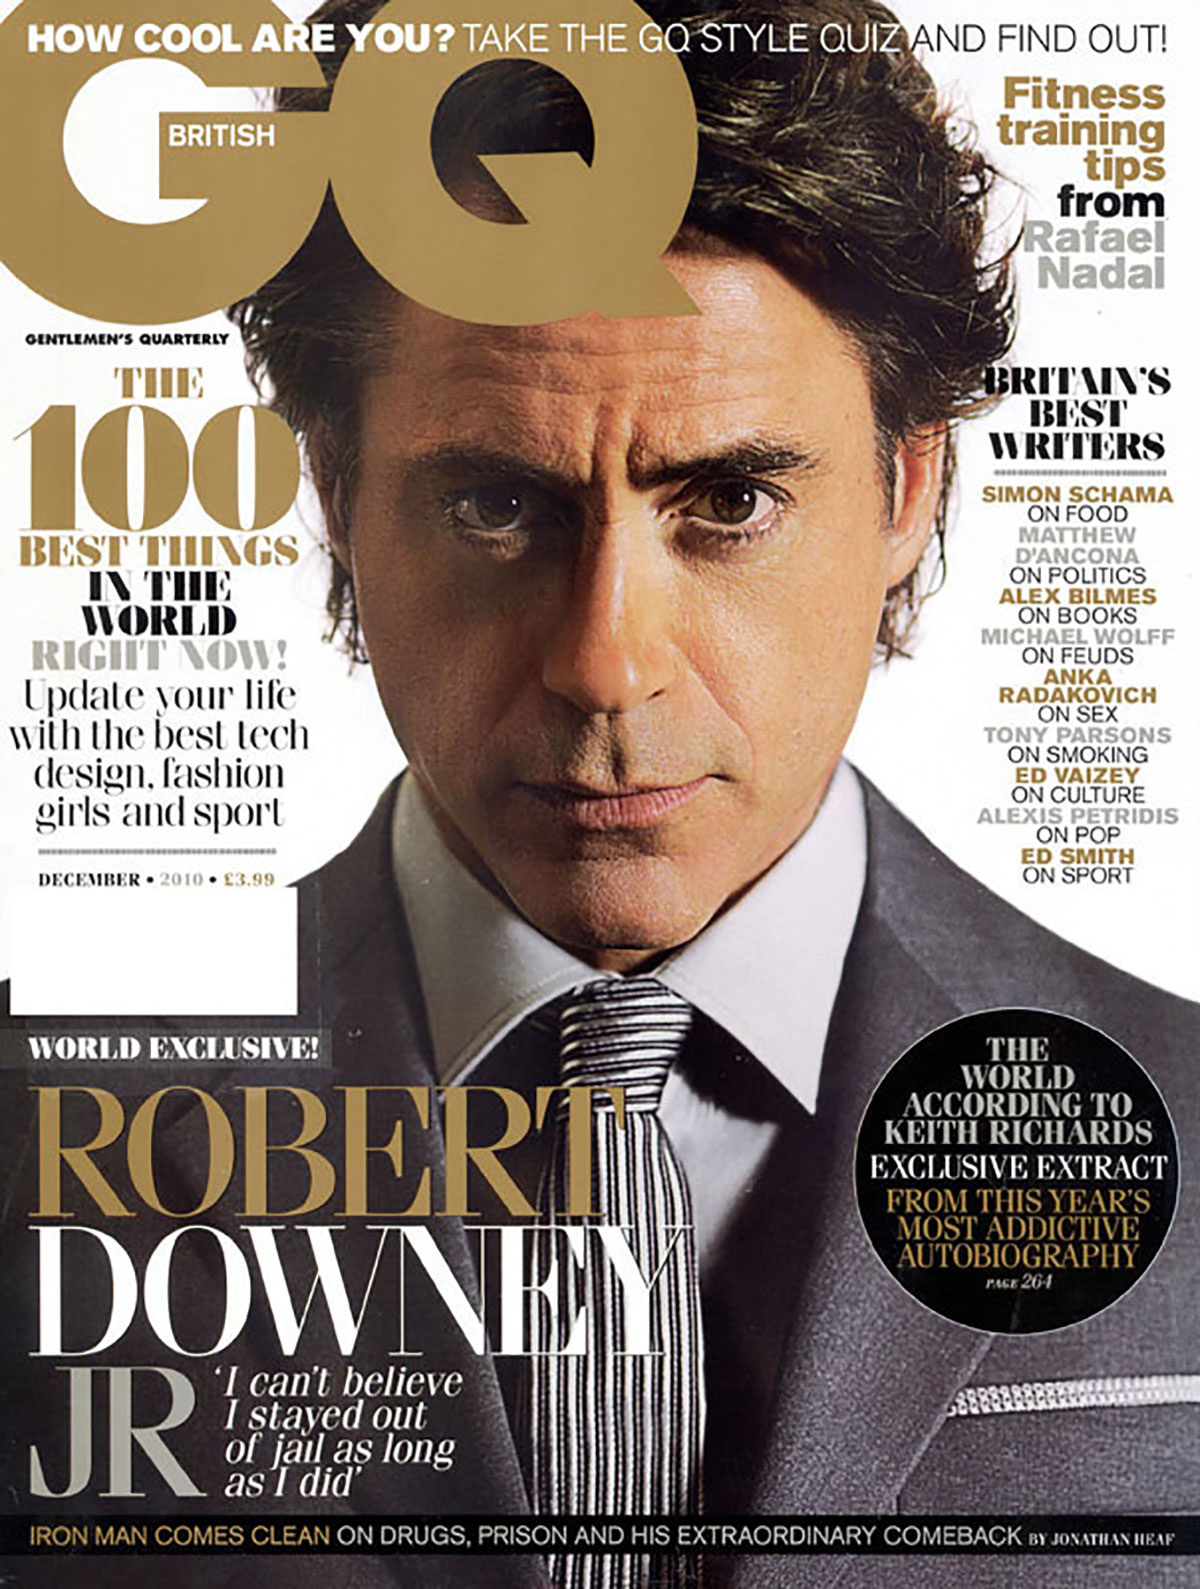 HOW COOL ARE YOU? TAKE THE GQ STYLE QUIZ AND FIND OUT!
GQ
BRITISH
GENTLEMEN'S QUARTERLY
Fitness
training
tips
from
Rafael
Nadal
THE
100
BEST THINGS
IN THE
WORLD
RIGHT NOW!
Update your life
with the best tech
design, fashion
girls and sport
DECEMBER • 2010 • £3.99
BRITAIN'S
BEST
WRITERS
SIMON SCHAMA
ON FOOD
MATTHEW
D'ANCONA
ON POLITICS
ALEX BILMES
ON BOOKS
MICHAEL WOLFF
ON FEUDS
ANKA
RADAKOVICH
ON SEX
TONY PARSONS
ON SMOKING
ED VAIZEY
ON CULTURE
ALEXIS PETRIDIS
ON POP
ED SMITH
ON SPORT
WORLD EXCLUSIVE!
ROBERT
DOWNEY
JR
'I can't believe
I stayed out
of jail as long
as I did'
THE
WORLD
ACCORDING TO
KEITH RICHARDS
EXCLUSIVE EXTRACT
FROM THIS YEAR'S
MOST ADDICTIVE
AUTOBIOGRAPHY
PAGE 264
IRON MAN COMES CLEAN ON DRUGS, PRISON AND HIS EXTRAORDINARY COMEBACK BY JONATHAN HEAF